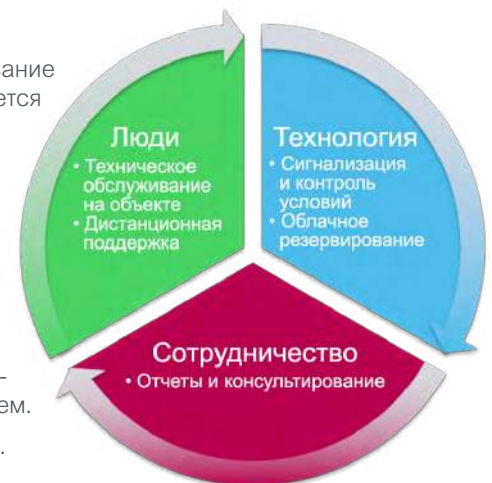 Люди
• Техническое
обслуживание
на объекте
• Дистанционная
поддержка
Технология
• Сигнализация
и контроль
условий
• Облачное
резервирование
Сотрудничество
• Отчеты и консультирование